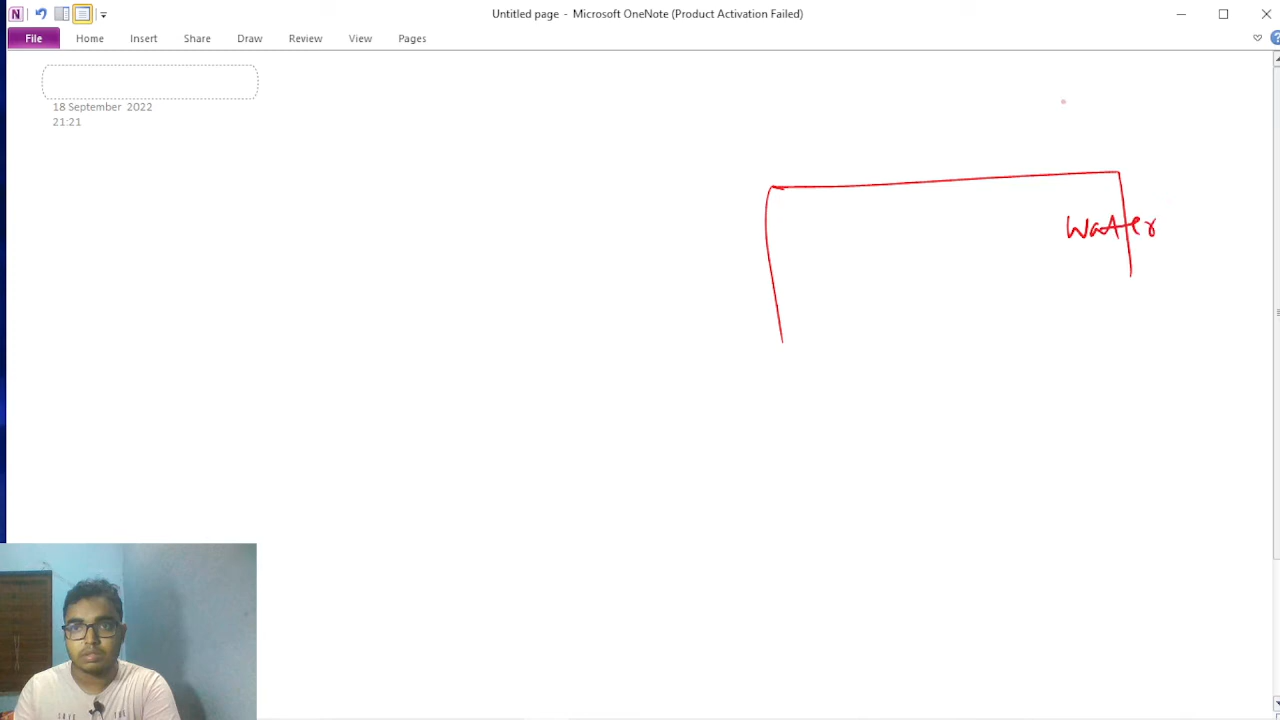 Untitled page - Microsoft OneNote (Product Activation Failed)
File Home Insert Share Draw Review View Pages
18 September 2022
21:21
Water